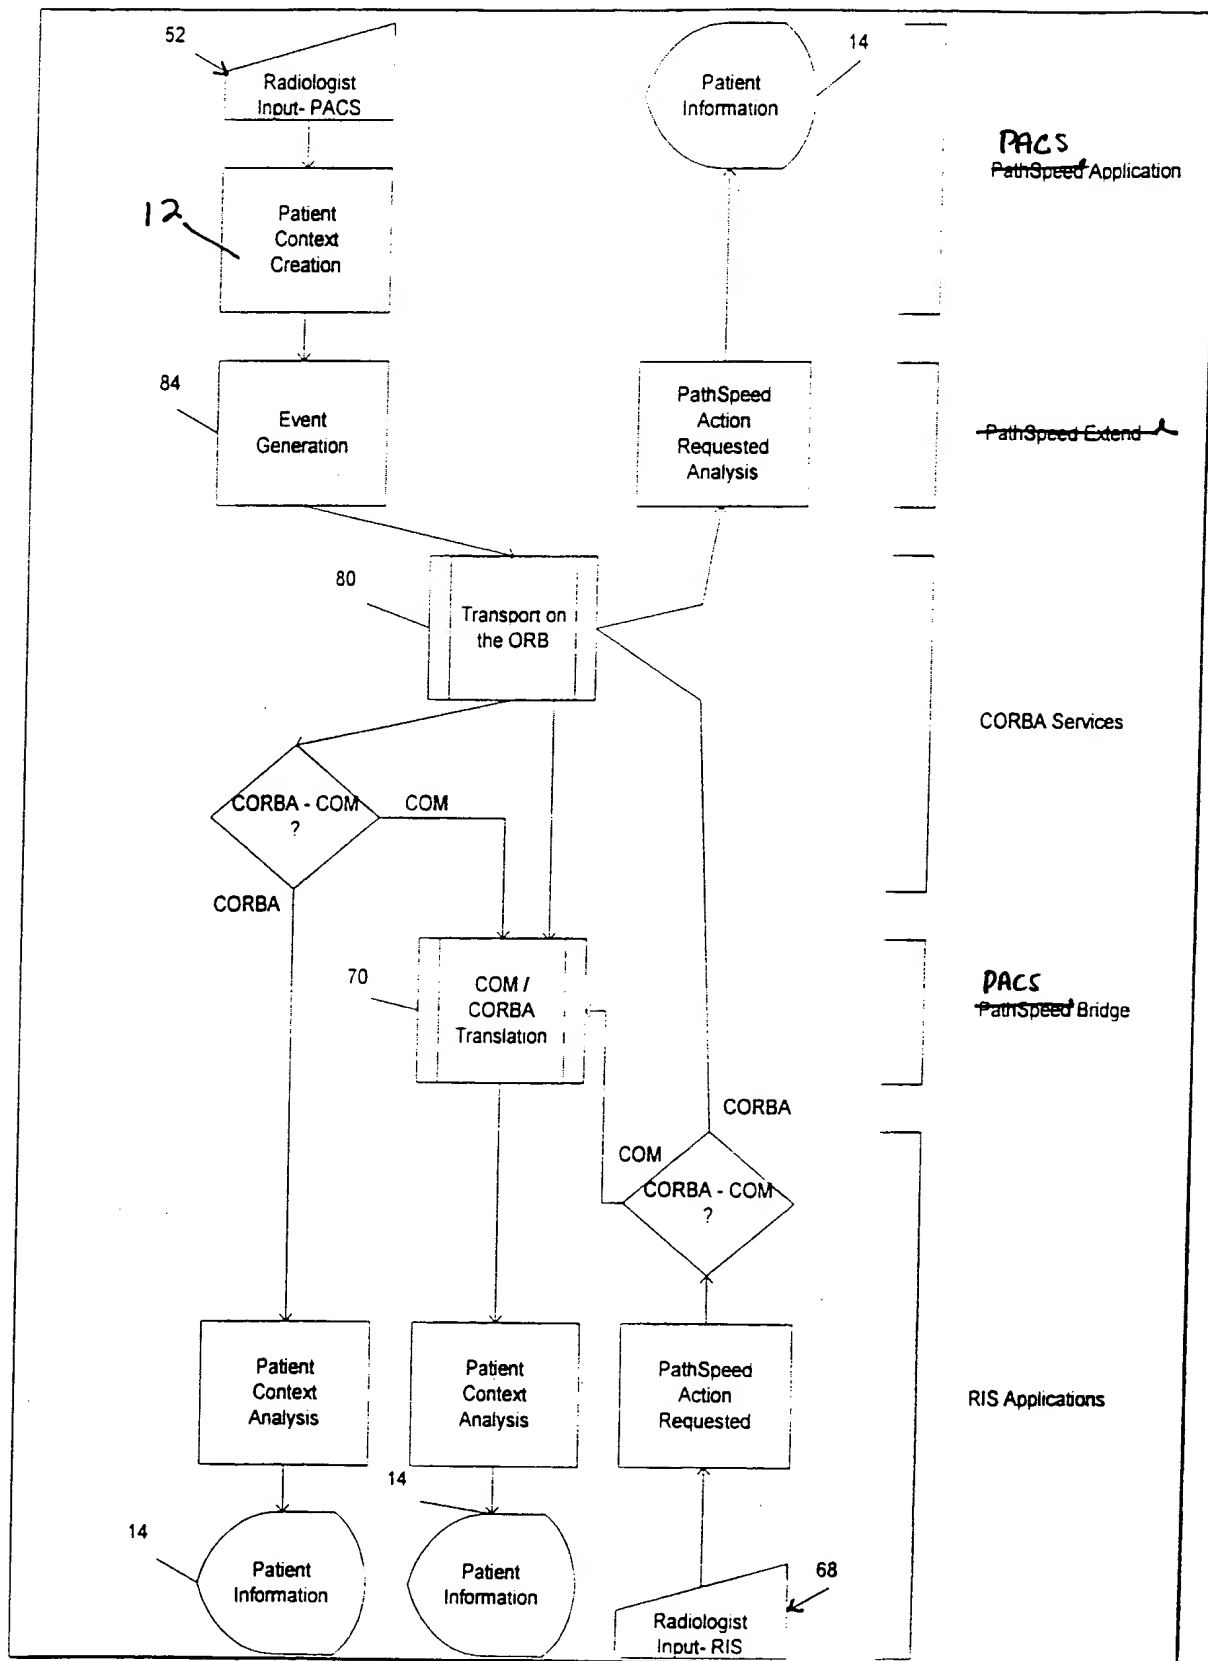 52
Radiologist
Input- PACS
14
Patient
Information
PACS
PathSpeed Application
12
Patient
Context
Creation
84
Event
Generation
PathSpeed
Action
Requested
Analysis
PathSpeed Extend
80
Transport on
the ORB
CORBA Services
CORBA - COM
?
COM
CORBA
70
COM /
CORBA
Translation
PACS
PathSpeed Bridge
CORBA
COM
CORBA - COM
?
Patient
Context
Analysis
Patient
Context
Analysis
PathSpeed
Action
Requested
RIS Applications
14
14
Patient
Information
Patient
Information
68
Radiologist
Input- RIS